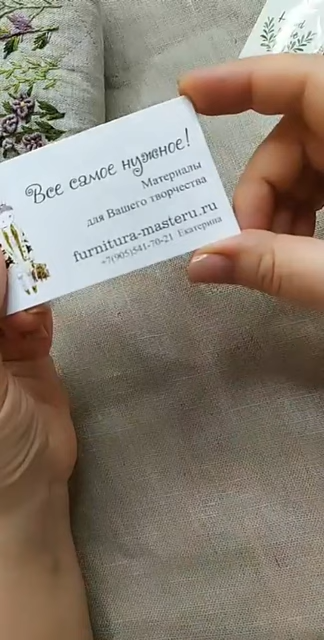 Все самое нужное!
Материалы
для Вашего творчества
furnitura-masteru.ru
+7(905)541-70-21 Екатерина